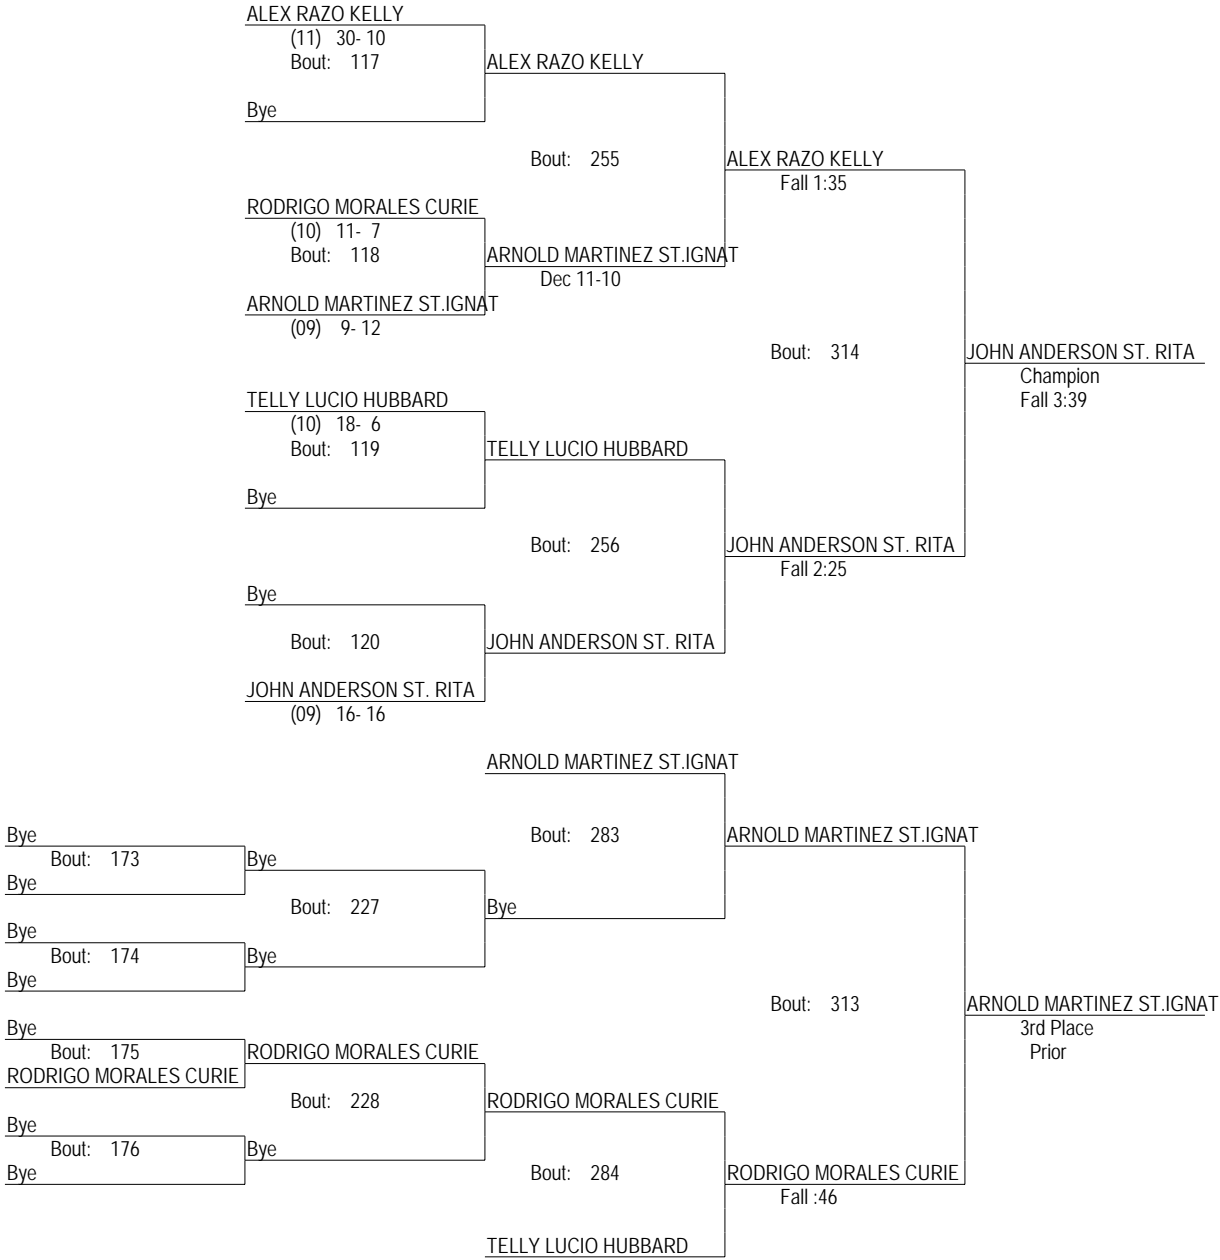 ALEX RAZO KELLY
(11) 30- 10
Bout: 117
ALEX RAZO KELLY
Bye
Bout: 255
ALEX RAZO KELLY
Fall 1:35
RODRIGO MORALES CURIE
(10) 11- 7
Bout: 118
ARNOLD MARTINEZ ST.IGNAT
Dec 11-10
ARNOLD MARTINEZ ST.IGNAT
(09) 9- 12
Bout: 314
JOHN ANDERSON ST. RITA
Champion
Fall 3:39
TELLY LUCIO HUBBARD
(10) 18- 6
Bout: 119
TELLY LUCIO HUBBARD
Bye
Bout: 256
JOHN ANDERSON ST. RITA
Fall 2:25
Bye
Bout: 120
JOHN ANDERSON ST. RITA
JOHN ANDERSON ST. RITA
(09) 16- 16
ARNOLD MARTINEZ ST.IGNAT
Bout: 283
ARNOLD MARTINEZ ST.IGNAT
Bye
Bout: 173
Bye
Bye
Bout: 227
Bye
Bye
Bout: 174
Bye
Bye
Bout: 313
ARNOLD MARTINEZ ST.IGNAT
3rd Place
Prior
Bye
Bout: 175
RODRIGO MORALES CURIE
RODRIGO MORALES CURIE
Bout: 228
RODRIGO MORALES CURIE
Bye
Bout: 176
Bye
Bye
Bout: 284
RODRIGO MORALES CURIE
Fall :46
TELLY LUCIO HUBBARD